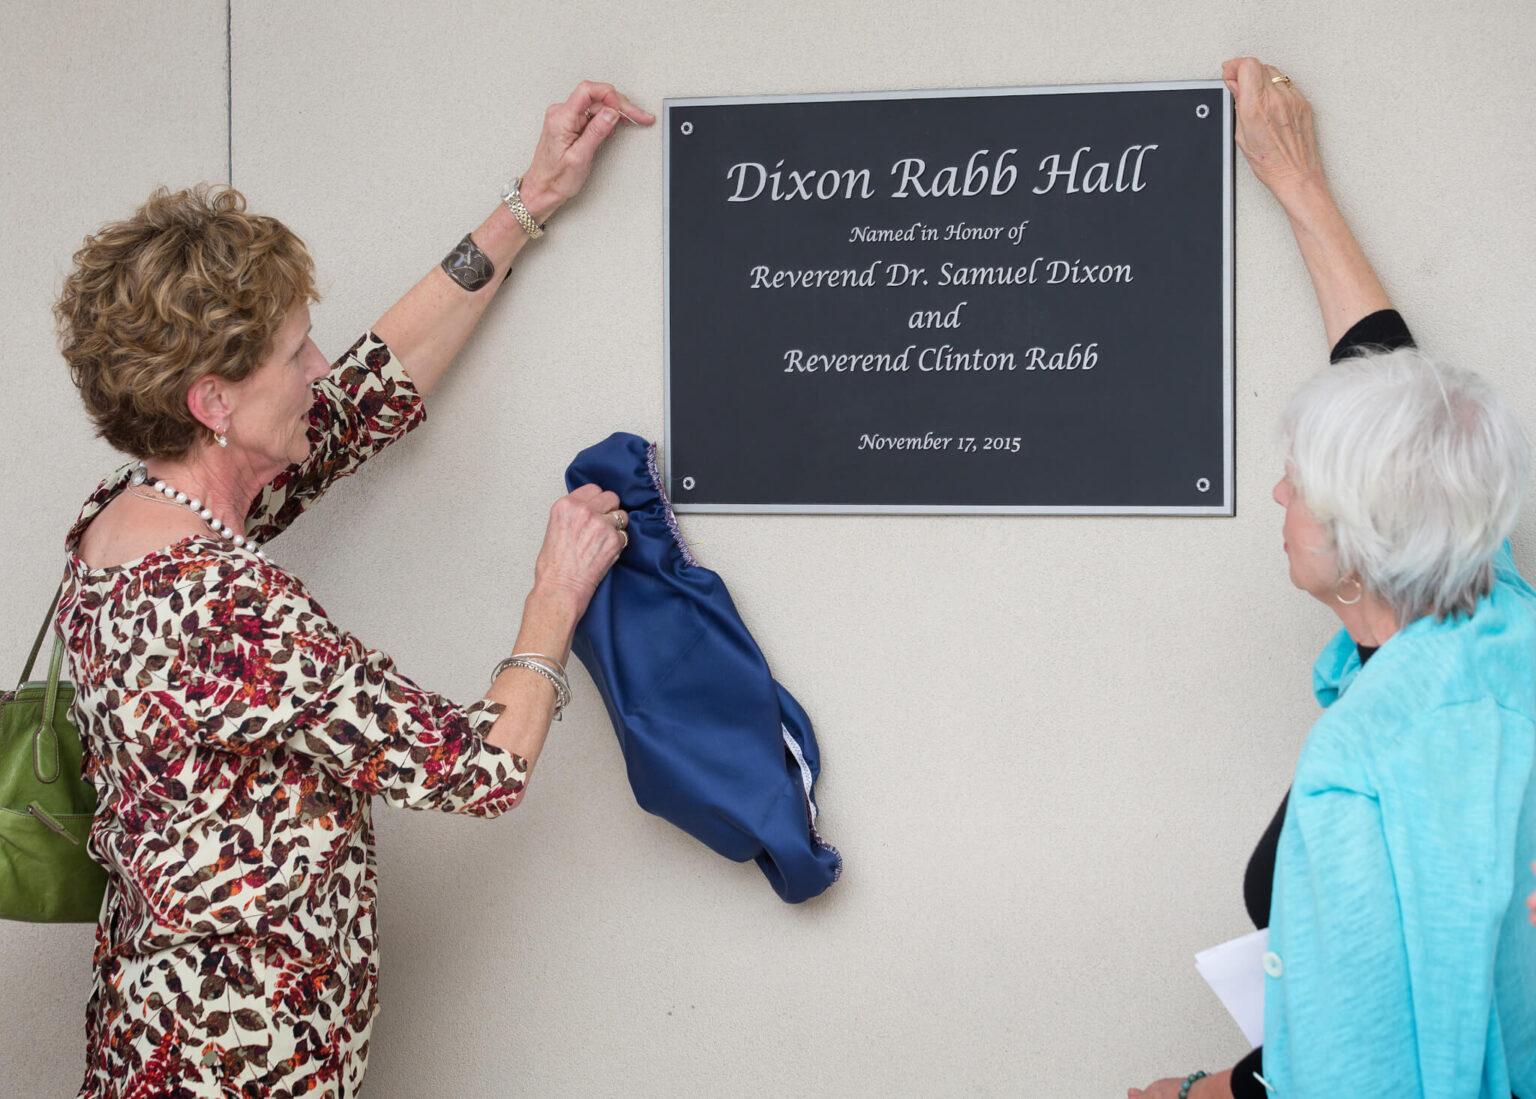 Dixon Rabb Hall
Named in Honor of
Reverend Dr. Samuel Dixon
and
Reverend Clinton Rabb
November 17, 2015